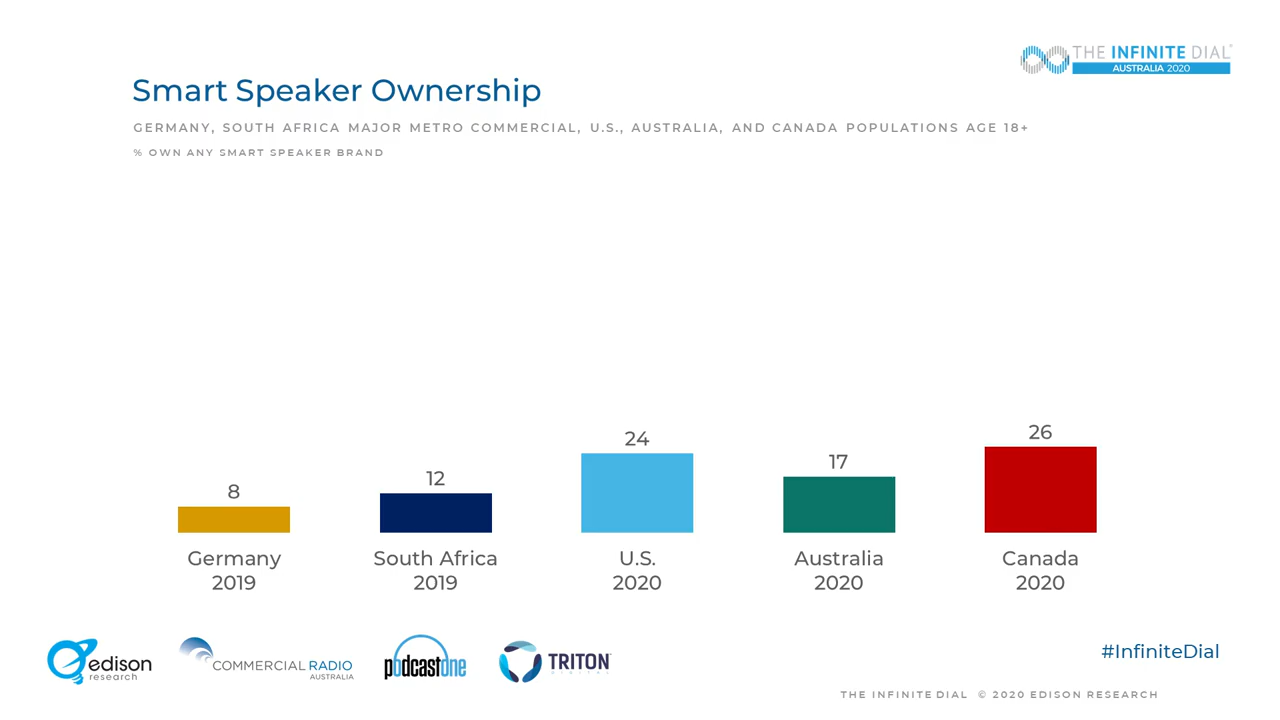 THE INFINITE DIAL®
AUSTRALIA 2020
Smart Speaker Ownership
GERMANY, SOUTH AFRICA MAJOR METRO COMMERCIAL, U.S., AUSTRALIA, AND CANADA POPULATIONS AGE 18+
% OWN ANY SMART SPEAKER BRAND
8
12
24
17
26
Germany
2019
South Africa
2019
U.S.
2020
Australia
2020
Canada
2020
edison
research
COMMERCIAL RADIO
AUSTRALIA
podcastone
TRITON
DIGITAL
#InfiniteDial
THE INFINITE DIAL © 2020 EDISON RESEARCH